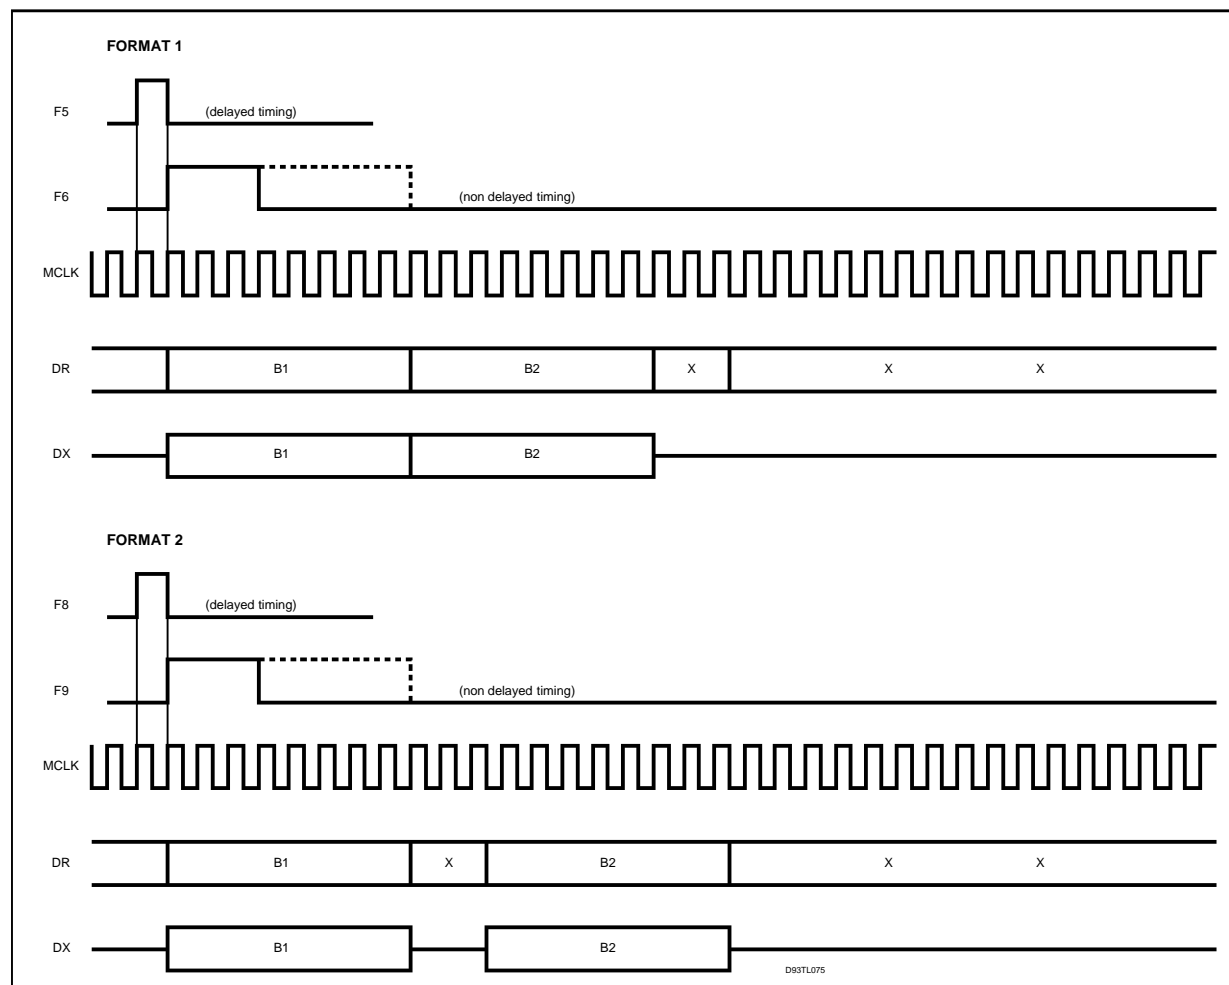 FORMAT 1
F5 (delayed timing)
F6 (non delayed timing)
MCLK
DR B1 B2 X X X
DX B1 B2
FORMAT 2
F8 (delayed timing)
F9 (non delayed timing)
MCLK
DR B1 X B2 X X
DX B1 B2
D93TL075